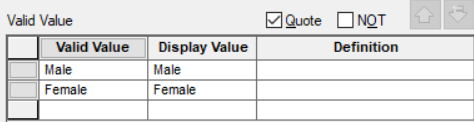 Valid Value Quote NOT
Valid Value Display Value Definition
Male Male
Female Female